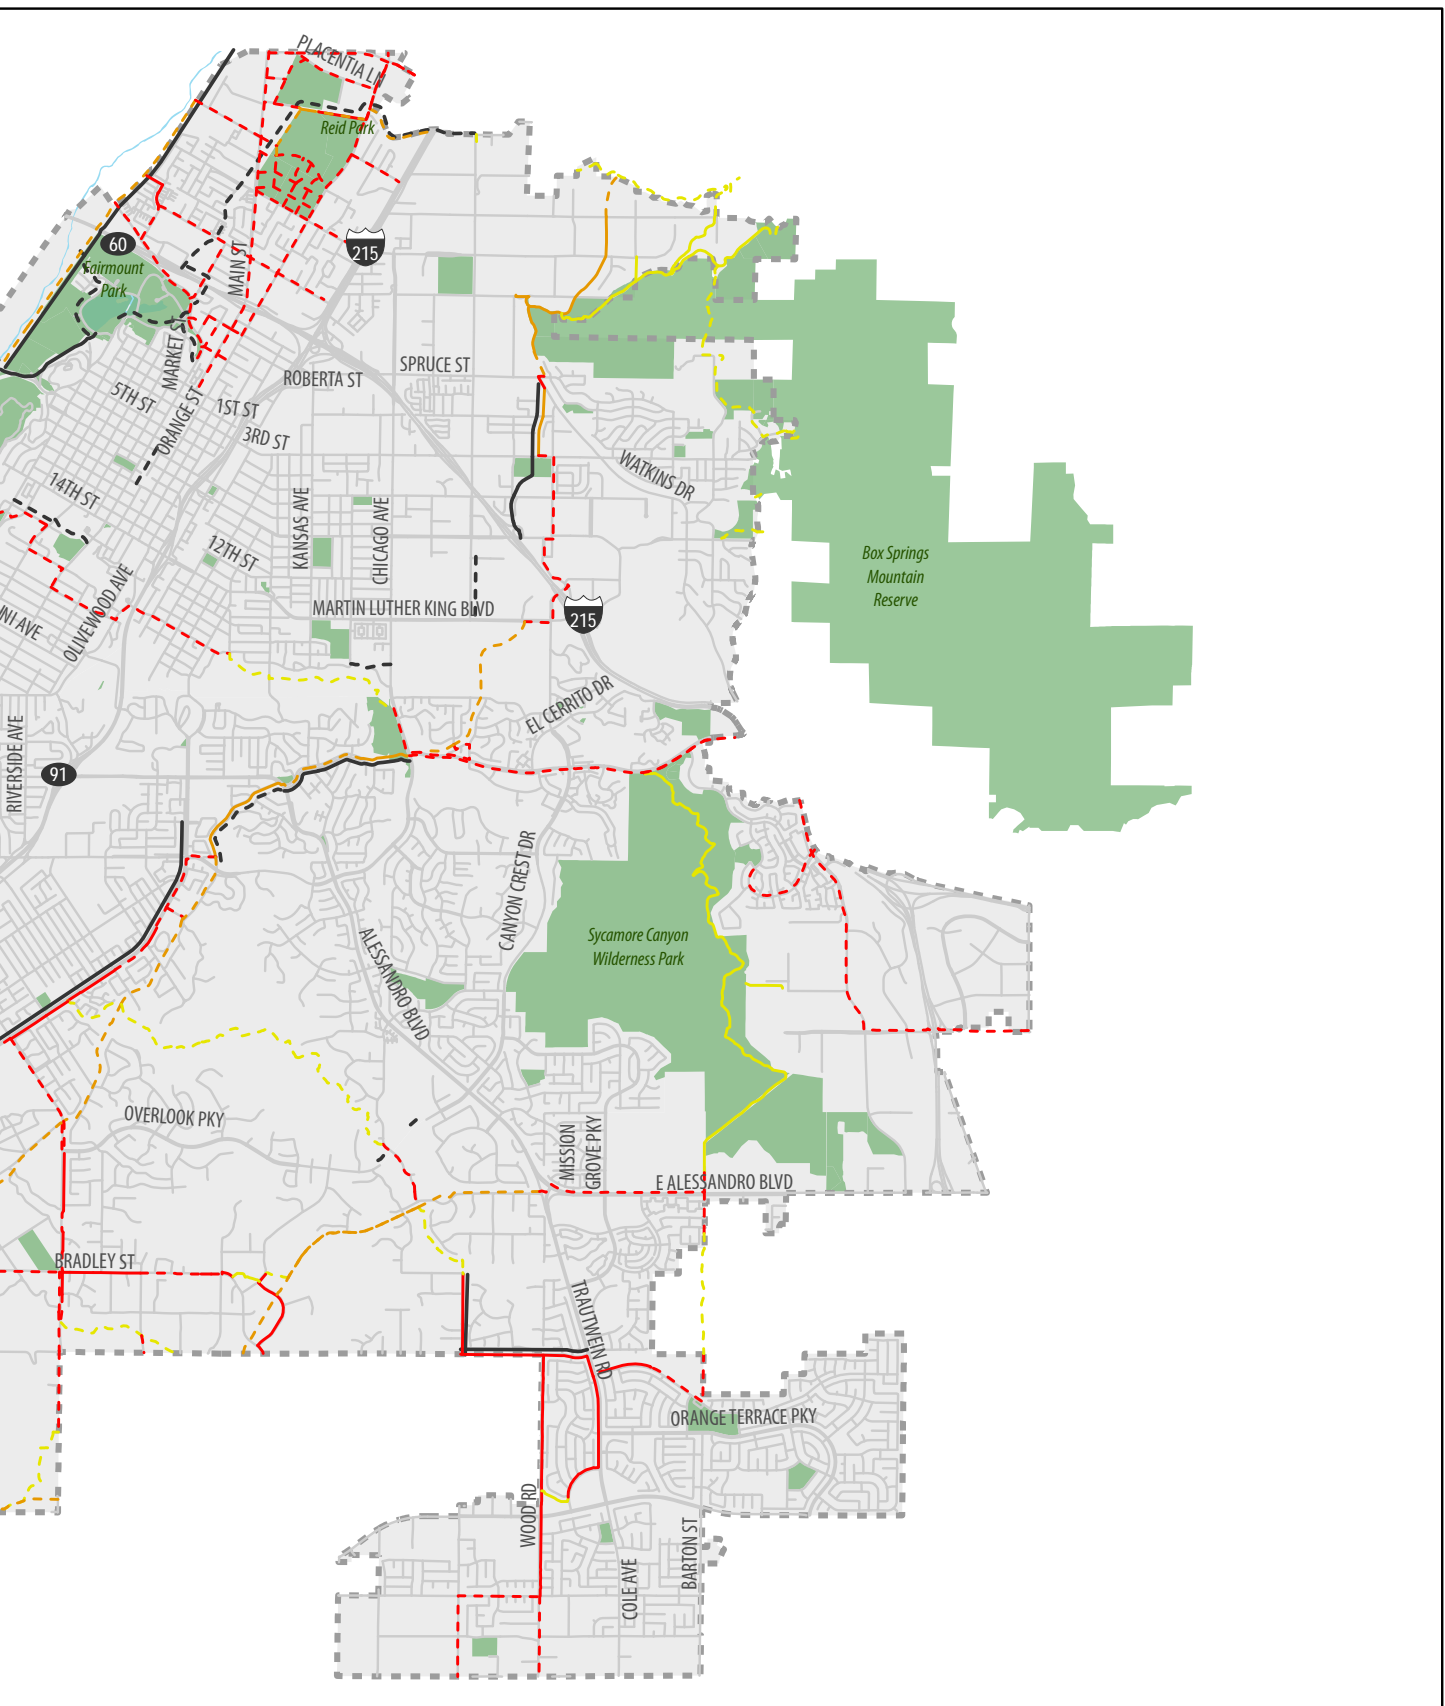 PLACENTIA LN
Reid Park
60
215
MAIN ST
Fairmount
Park
MARKET ST
ROBERTA ST
SPRUCE ST
5TH ST
ORANGE ST
1ST ST
3RD ST
WATKINS DR
14TH ST
KANSAS AVE
CHICAGO AVE
12TH ST
Box Springs
Mountain
Reserve
OLIVEWOOD AVE
MARTIN LUTHER KING BLVD
215
NI AVE
EL CERRITO DR
RIVERSIDE AVE
91
CANYON CREST DR
Sycamore Canyon
Wilderness Park
ALESSANDRO BLVD
OVERLOOK PKY
MISSION
GROVE PKY
E ALESSANDRO BLVD
BRADLEY ST
TRAUTWEIN RD
ORANGE TERRACE PKY
WOOD RD
BARTON ST
COLE AVE